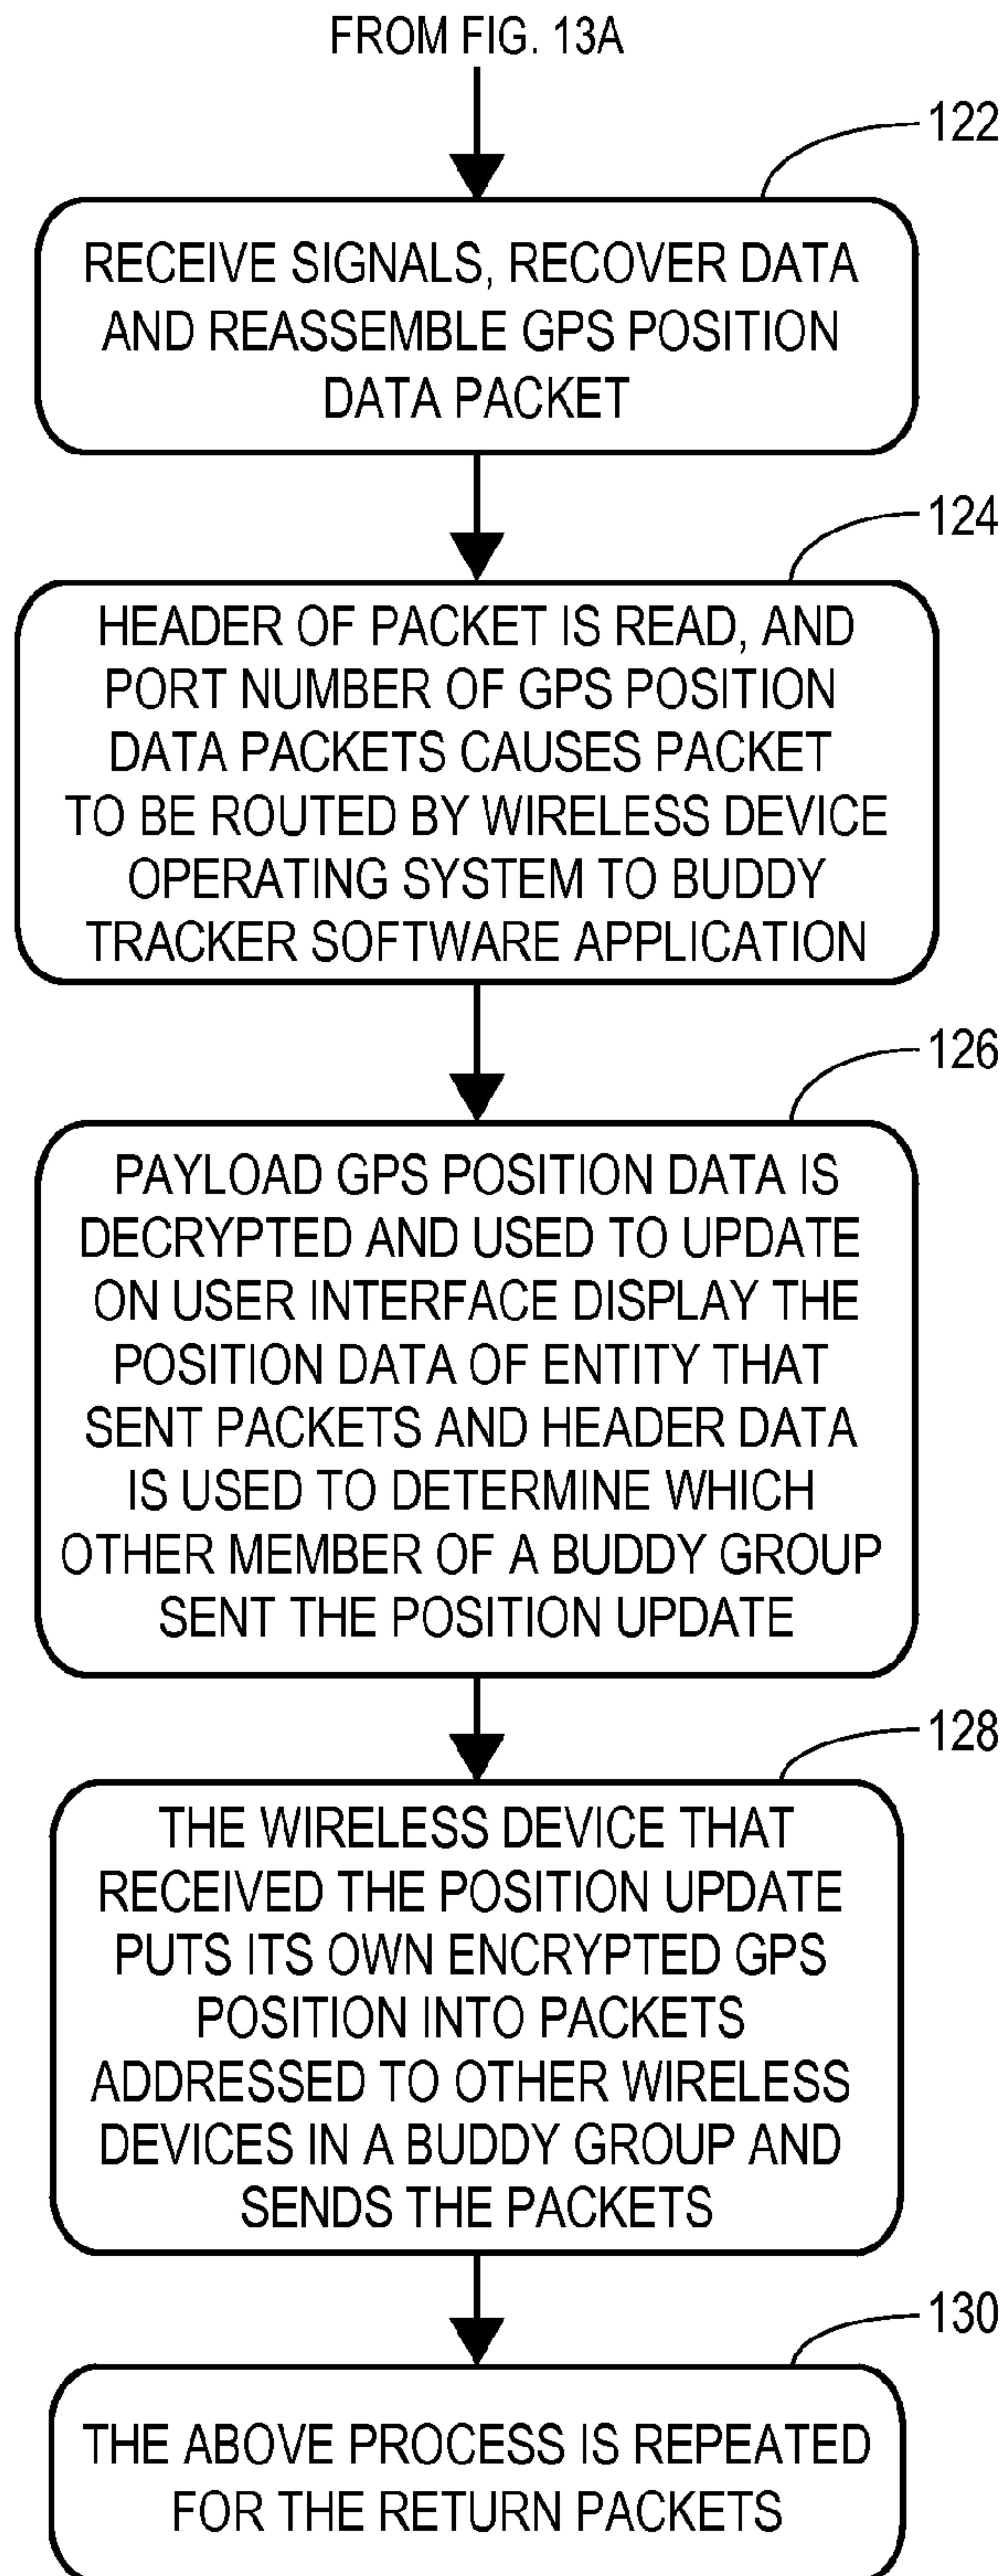 FROM FIG. 13A
122
RECEIVE SIGNALS, RECOVER DATA
AND REASSEMBLE GPS POSITION
DATA PACKET
124
HEADER OF PACKET IS READ, AND
PORT NUMBER OF GPS POSITION
DATA PACKETS CAUSES PACKET
TO BE ROUTED BY WIRELESS DEVICE
OPERATING SYSTEM TO BUDDY
TRACKER SOFTWARE APPLICATION
126
PAYLOAD GPS POSITION DATA IS
DECRYPTED AND USED TO UPDATE
ON USER INTERFACE DISPLAY THE
POSITION DATA OF ENTITY THAT
SENT PACKETS AND HEADER DATA
IS USED TO DETERMINE WHICH
OTHER MEMBER OF A BUDDY GROUP
SENT THE POSITION UPDATE
128
THE WIRELESS DEVICE THAT
RECEIVED THE POSITION UPDATE
PUTS ITS OWN ENCRYPTED GPS
POSITION INTO PACKETS
ADDRESSED TO OTHER WIRELESS
DEVICES IN A BUDDY GROUP AND
SENDS THE PACKETS
130
THE ABOVE PROCESS IS REPEATED
FOR THE RETURN PACKETS